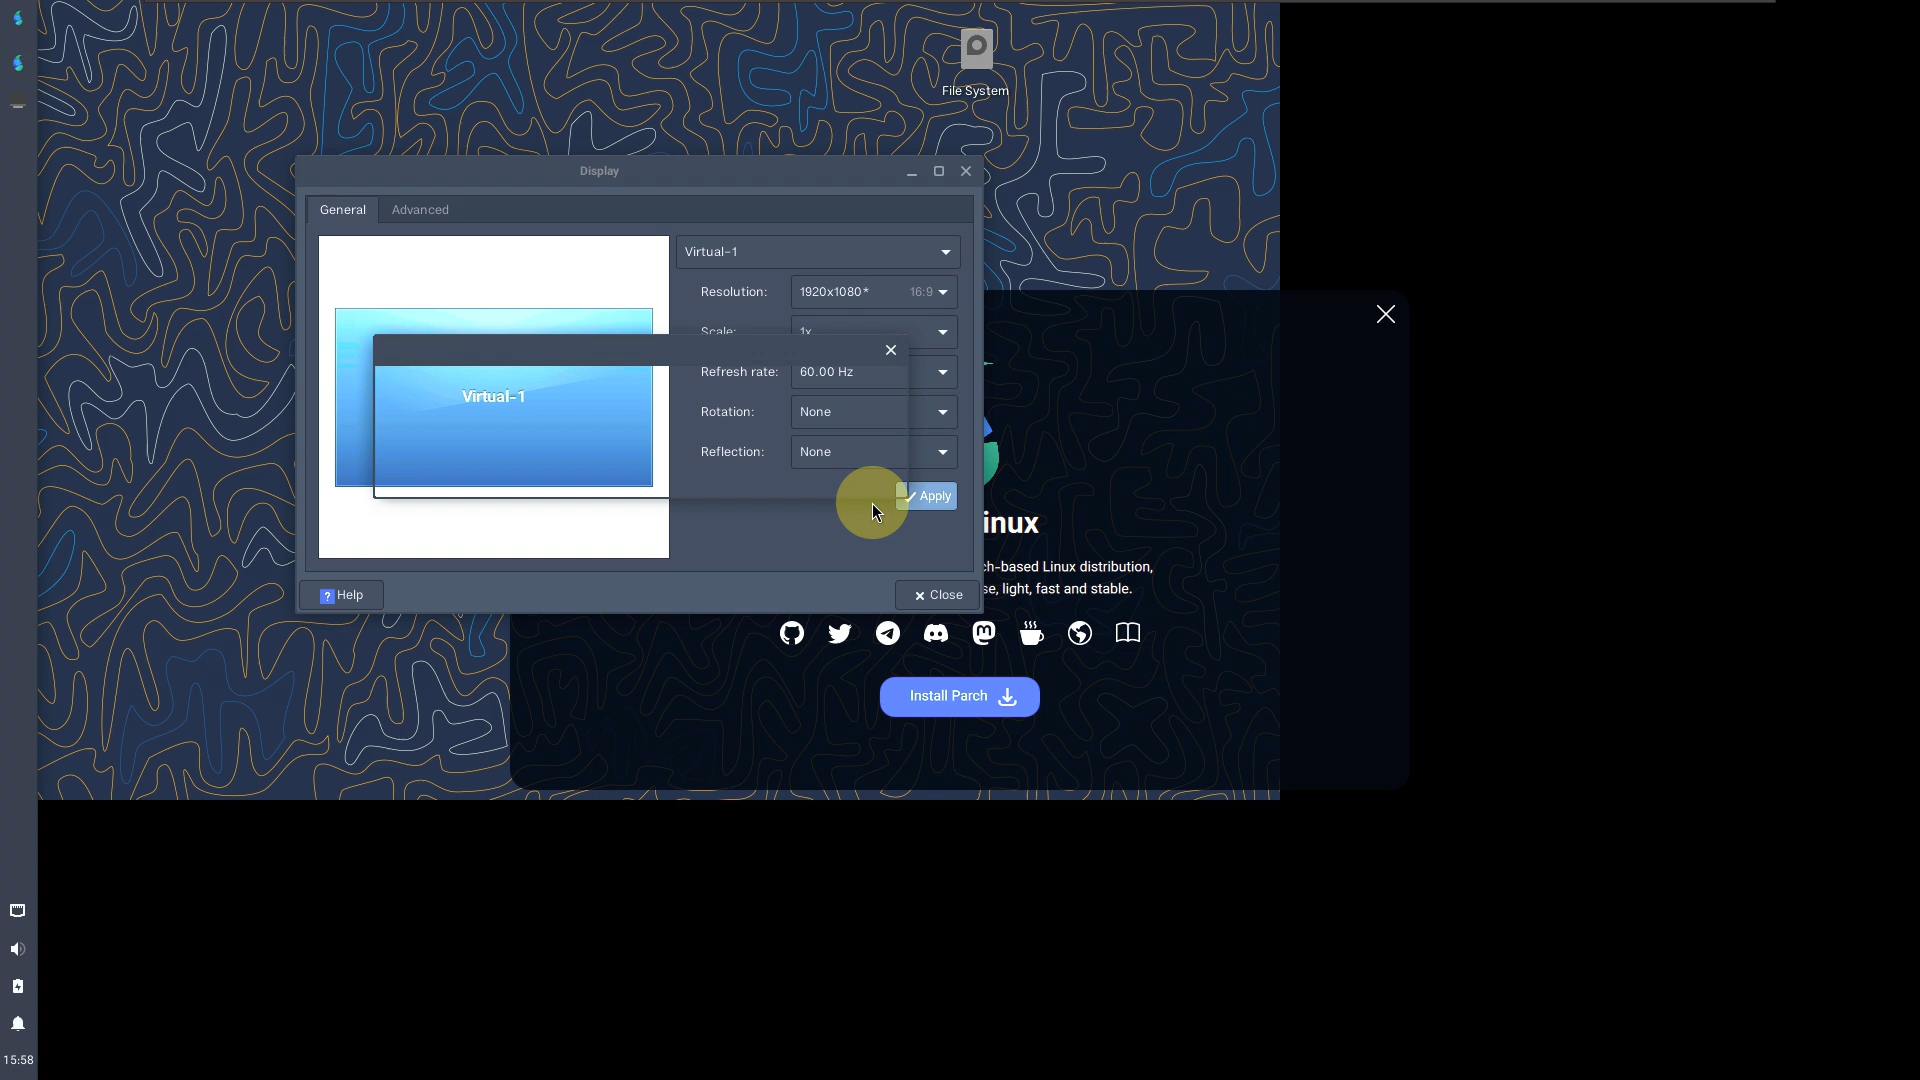 File System
Display
General
Advanced
Virtual-1
Resolution:
1920x1080*
16:9
Scale:
1x
Refresh rate:
60.00 Hz
Virtual-1
Rotation:
None
Reflection:
None
Apply
inux
ch-based Linux distribution,
se, light, fast and stable.
Help
Close
Install Parch
15:58